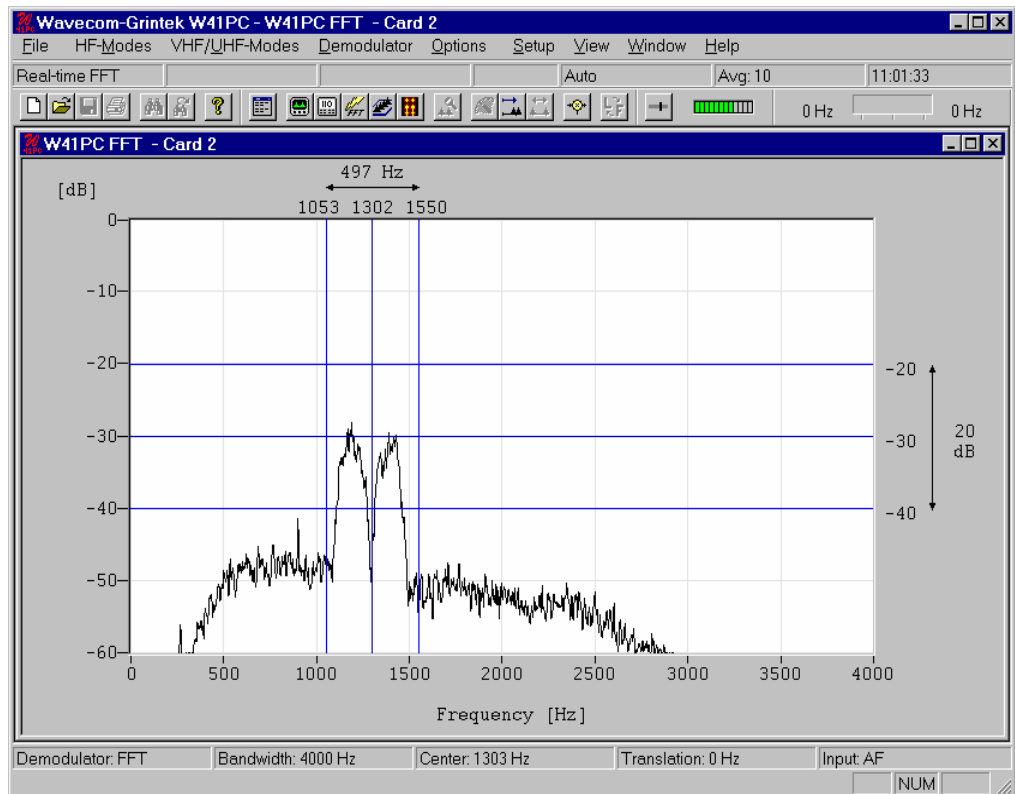 Wavecom-Grintek W41PC - W41PC FFT - Card 2
File HF-Modes VHF/UHF-Modes Demodulator Options Setup View Window Help
Real-time FFT Auto Avg: 10 11:01:33
0 Hz 0 Hz
W41PC FFT - Card 2
497 Hz
[dB]
1053 1302 1550
0
-10
-20 -20
-30 -30 20
dB
-40 -40
-50
-60
0 500 1000 1500 2000 2500 3000 3500 4000
Frequency [Hz]
Demodulator: FFT Bandwidth: 4000 Hz Center: 1303 Hz Translation: 0 Hz Input: AF
NUM